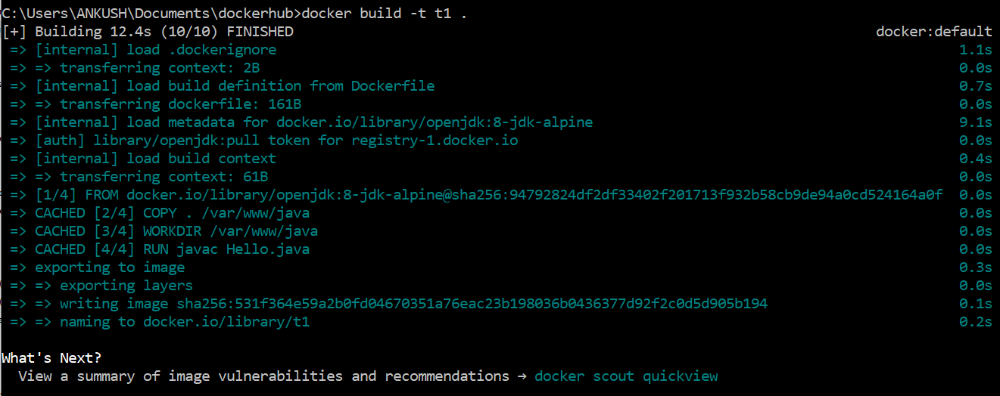 C:\Users\ANKUSH\Documents\dockerhub>docker build -t t1 .
[+] Building 12.4s (10/10) FINISHED docker:default
=> [internal] load .dockerignore 1.1s
=> => transferring context: 2B 0.0s
=> [internal] load build definition from Dockerfile 0.7s
=> => transferring dockerfile: 161B 0.0s
=> [internal] load metadata for docker.io/library/openjdk:8-jdk-alpine 9.1s
=> [auth] library/openjdk:pull token for registry-1.docker.io 0.0s
=> [internal] load build context 0.4s
=> => transferring context: 61B 0.0s
=> [1/4] FROM docker.io/library/openjdk:8-jdk-alpine@sha256:94792824df2df33402f201713f932b58cb9de94a0cd524164a0f 0.0s
=> CACHED [2/4] COPY . /var/www/java 0.0s
=> CACHED [3/4] WORKDIR /var/www/java 0.0s
=> CACHED [4/4] RUN javac Hello.java 0.0s
=> exporting to image 0.3s
=> => exporting layers 0.0s
=> => writing image sha256:531f364e59a2b0fd04670351a76eac23b198036b0436377d92f2c0d5d905b194 0.1s
=> => naming to docker.io/library/t1 0.2s
What's Next?
View a summary of image vulnerabilities and recommendations → docker scout quickview